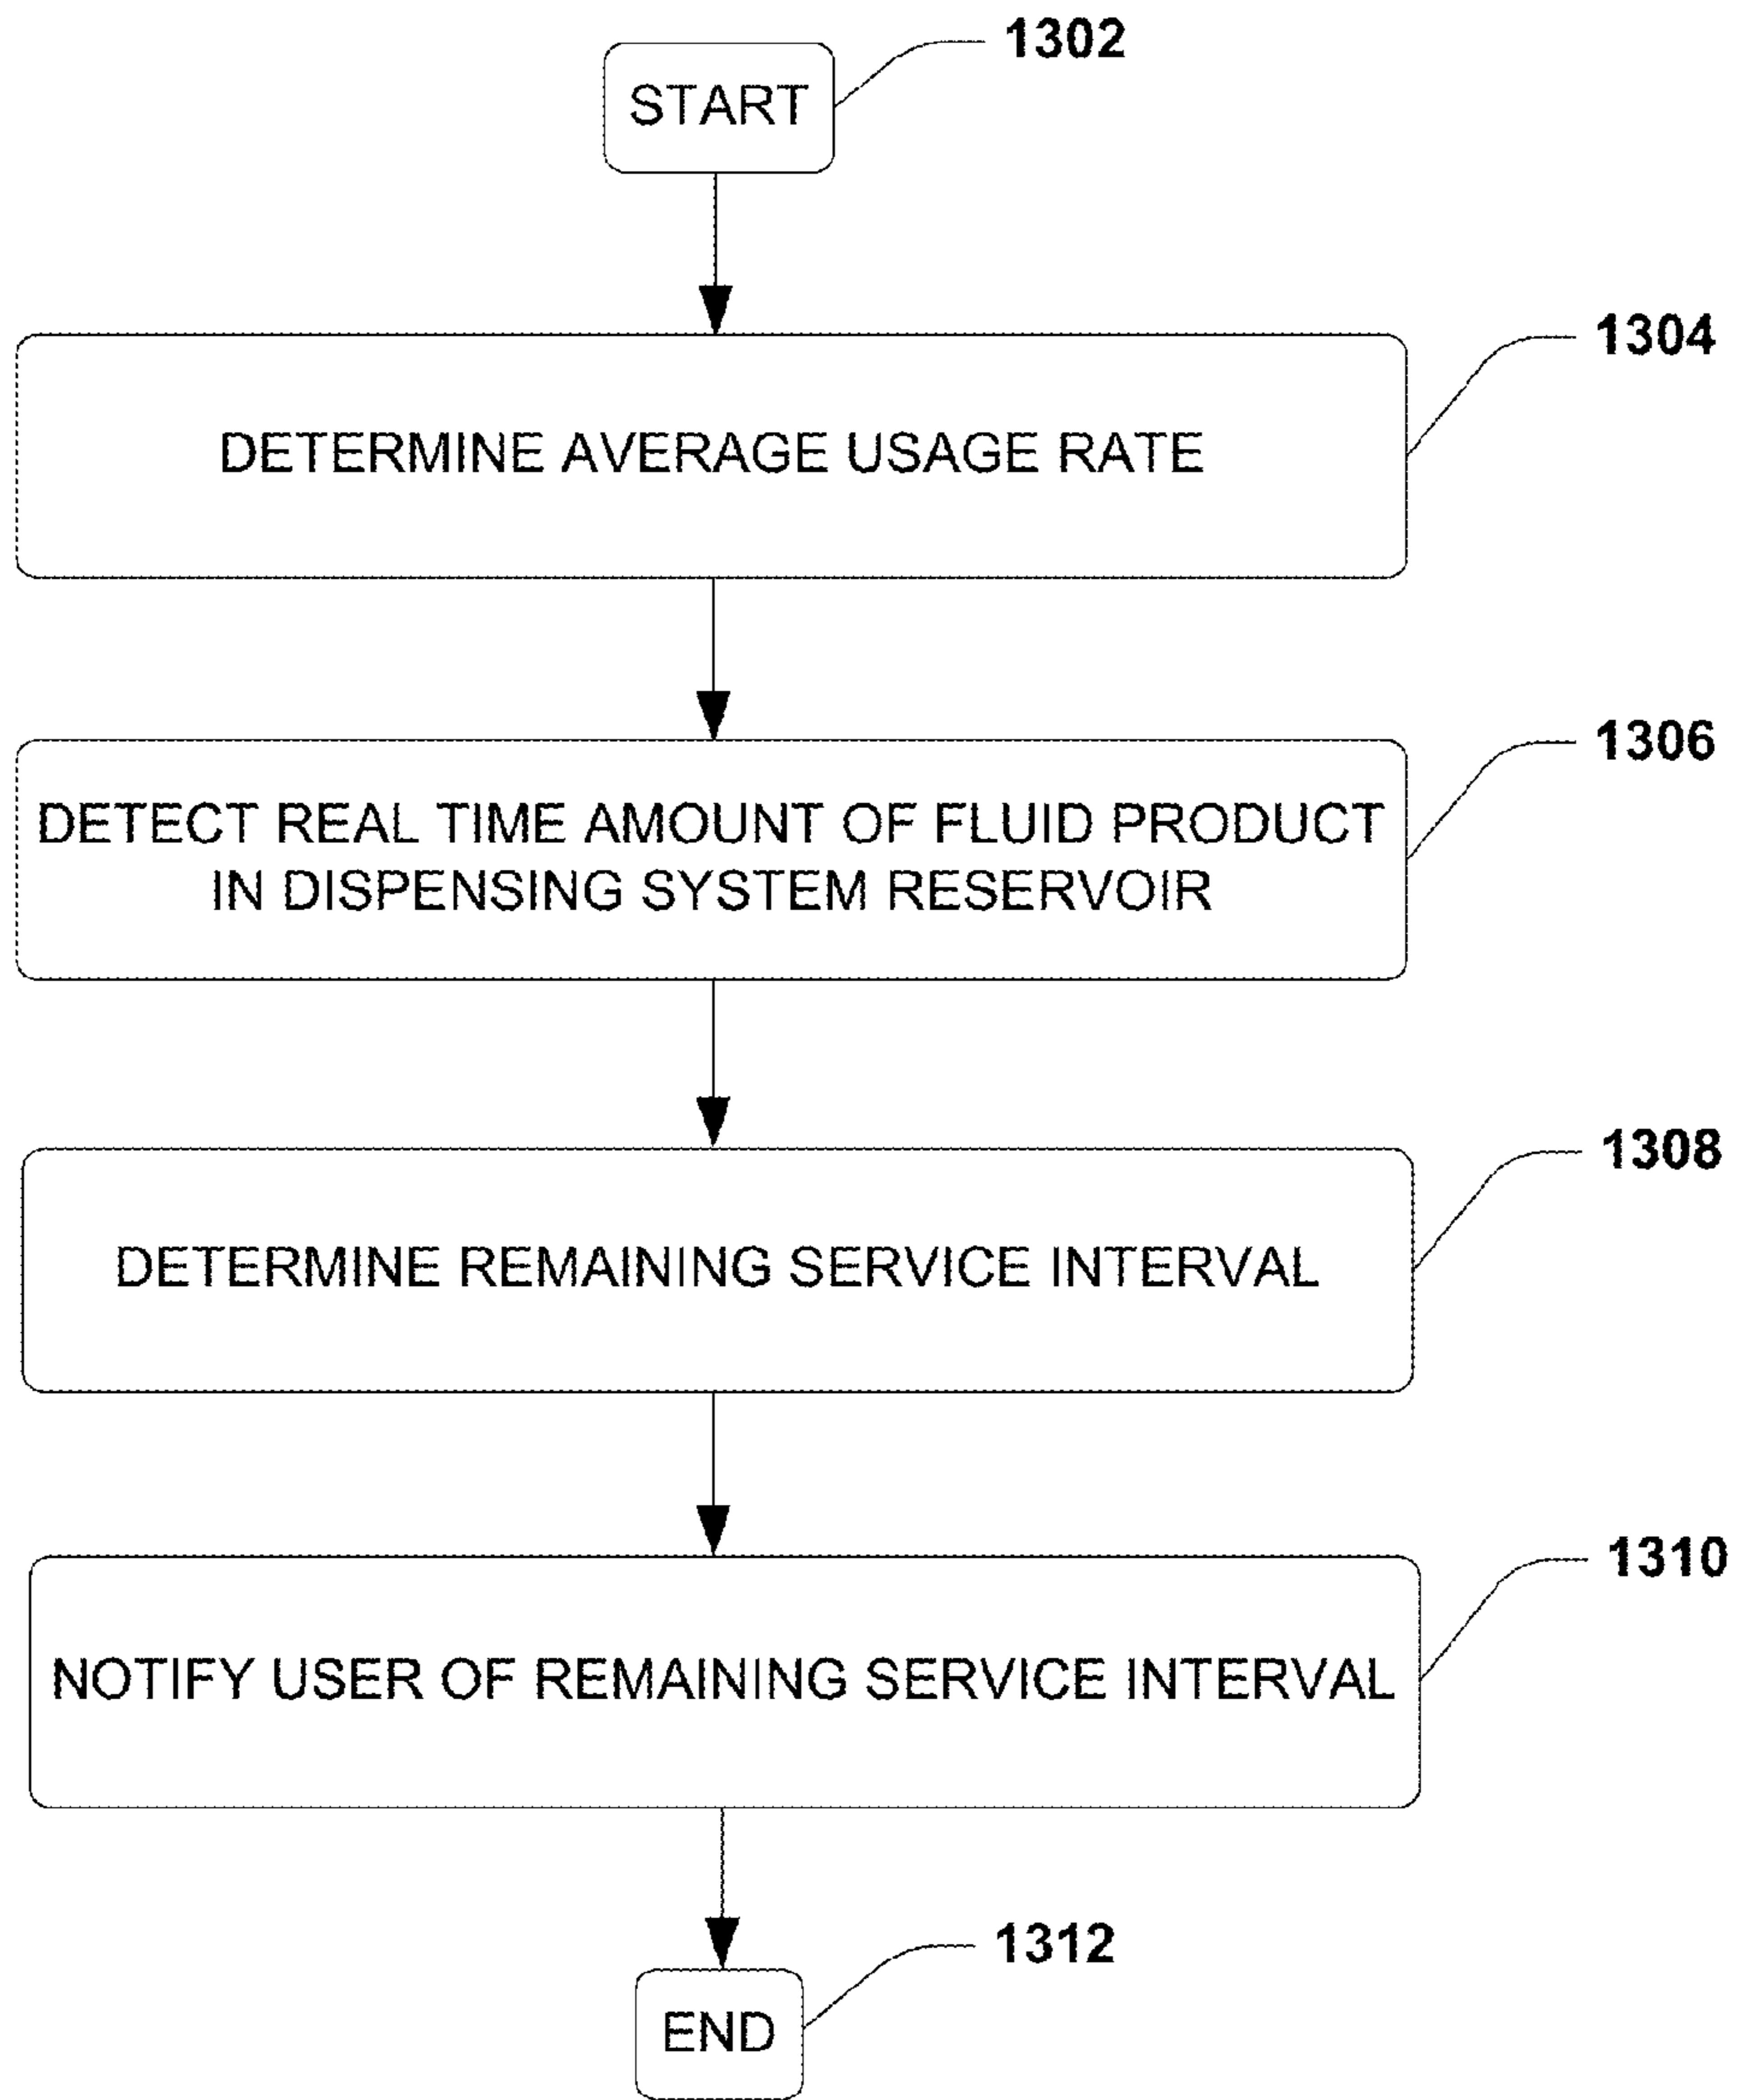 1302
START
1304
DETERMINE AVERAGE USAGE RATE
1306
DETECT REAL TIME AMOUNT OF FLUID PRODUCT
IN DISPENSING SYSTEM RESERVOIR
1308
DETERMINE REMAINING SERVICE INTERVAL
1310
NOTIFY USER OF REMAINING SERVICE INTERVAL
1312
END